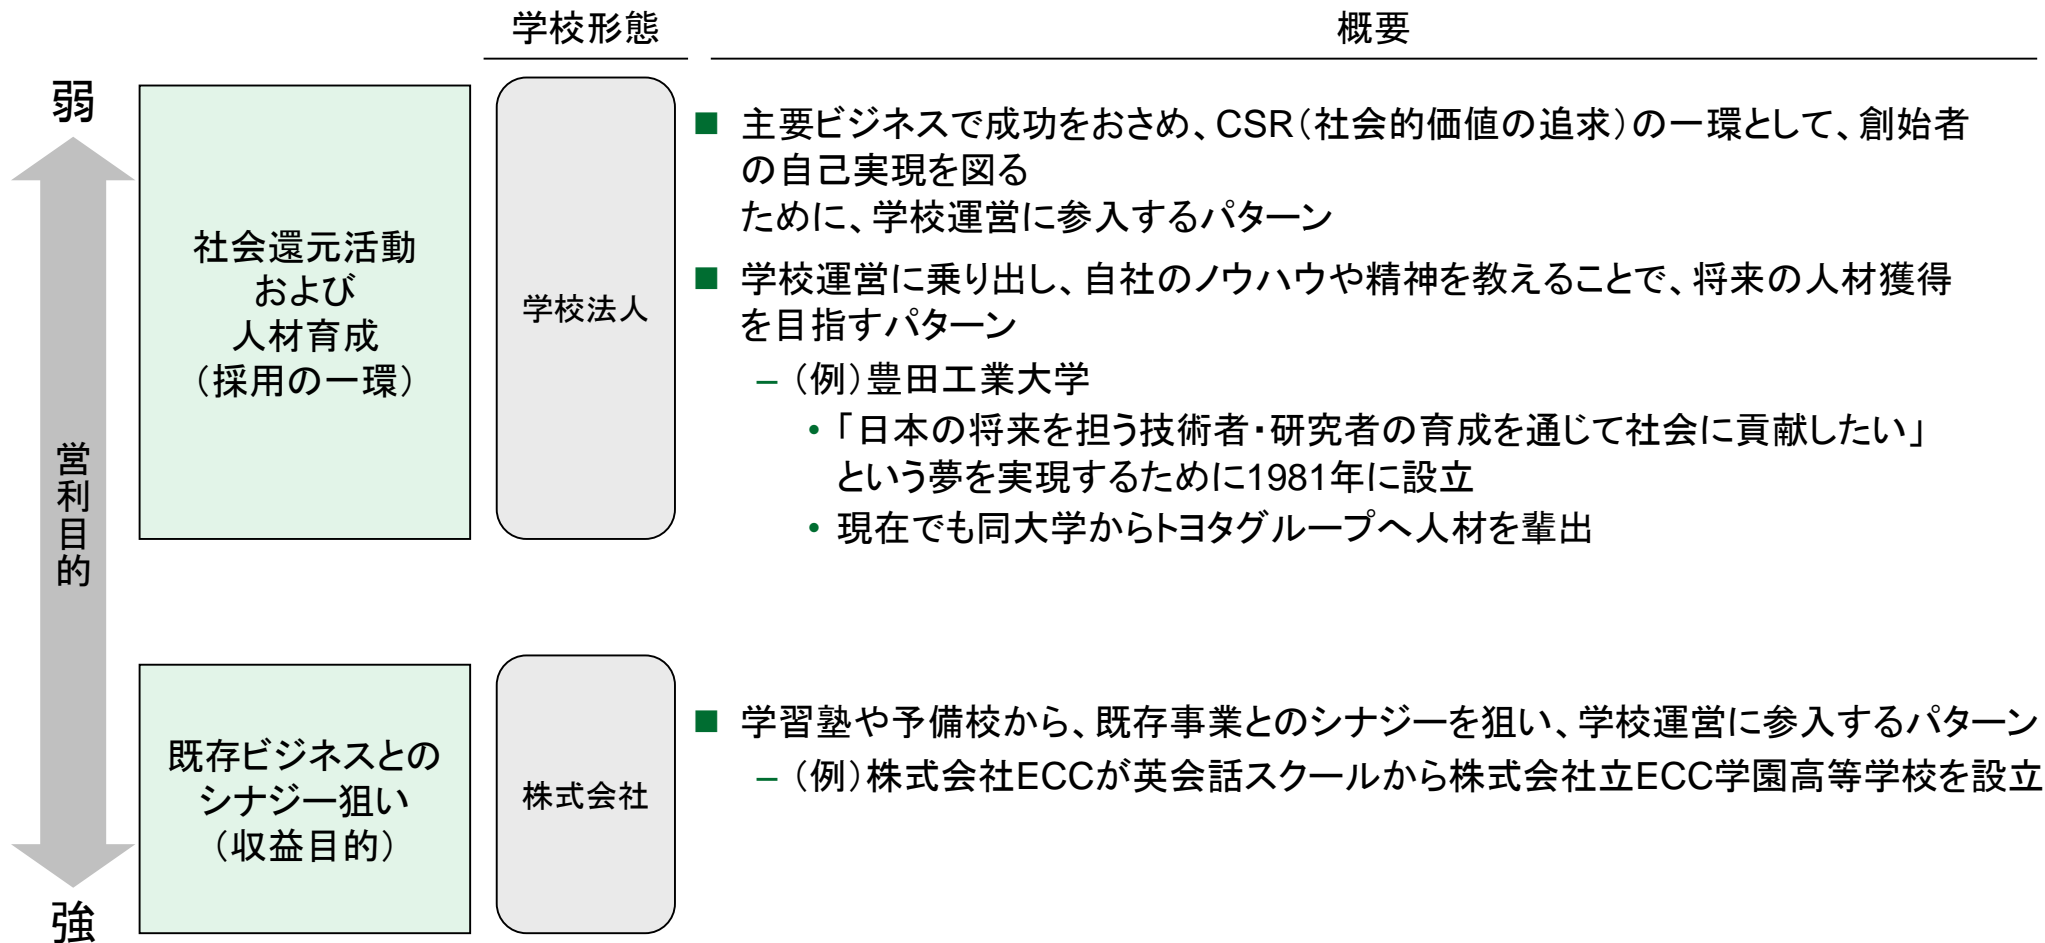 学校形態
概要
弱
営利目的
強
社会還元活動
および
人材育成
（採用の一環）
学校法人
■ 主要ビジネスで成功をおさめ、CSR（社会的価値の追求）の一環として、創始者
の自己実現を図る
ために、学校運営に参入するパターン
■ 学校運営に乗り出し、自社のノウハウや精神を教えることで、将来の人材獲得
を目指すパターン
– （例）豊田工業大学
• 「日本の将来を担う技術者・研究者の育成を通じて社会に貢献したい」
という夢を実現するために1981年に設立
• 現在でも同大学からトヨタグループへ人材を輩出
既存ビジネスとの
シナジー狙い
（収益目的）
株式会社
■ 学習塾や予備校から、既存事業とのシナジーを狙い、学校運営に参入するパターン
– （例）株式会社ECCが英会話スクールから株式会社立ECC学園高等学校を設立